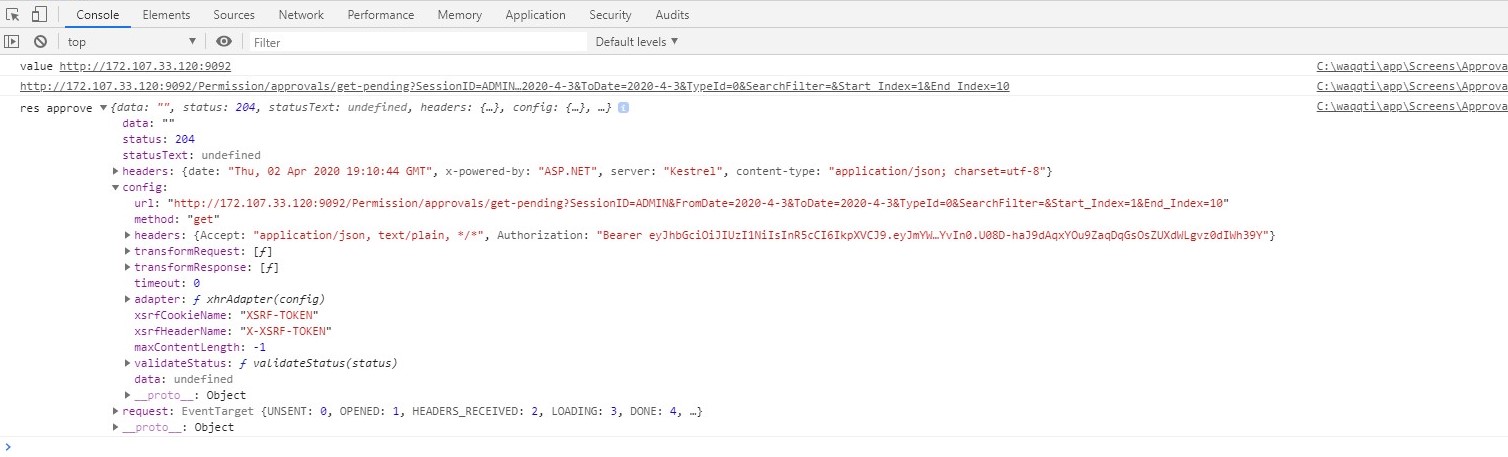 Console Elements Sources Network Performance Memory Application Security Audits
top Filter Default levels
value http://172.107.33.120:9092 C:\waqqti\app\Screens\Approva
http://172.107.33.120:9092/Permission/approvals/get-pending?SessionID=ADMIN…2020-4-3&ToDate=2020-4-3&TypeId=0&SearchFilter=&Start_Index=1&End_Index=10 C:\waqqti\app\Screens\Approva
res approve ▼{data: "", status: 204, statusText: undefined, headers: {…}, config: {…}, …} i C:\waqqti\app\Screens\Approva
data: ""
status: 204
statusText: undefined
▶headers: {date: "Thu, 02 Apr 2020 19:10:44 GMT", x-powered-by: "ASP.NET", server: "Kestrel", content-type: "application/json; charset=utf-8"}
▼config:
url: "http://172.107.33.120:9092/Permission/approvals/get-pending?SessionID=ADMIN&FromDate=2020-4-3&ToDate=2020-4-3&TypeId=0&SearchFilter=&Start_Index=1&End_Index=10"
method: "get"
▶headers: {Accept: "application/json, text/plain, */*", Authorization: "Bearer eyJhbGciOiJIUzI1NiIsInR5cCI6IkpXVCJ9.eyJmYW…YvIn0.U08D-haJ9dAqxYOu9ZaqDqGsOsZUXdWLgvz0dIWh39Y"}
▶transformRequest: [ƒ]
▶transformResponse: [ƒ]
timeout: 0
▶adapter: ƒ xhrAdapter(config)
xsrfCookieName: "XSRF-TOKEN"
xsrfHeaderName: "X-XSRF-TOKEN"
maxContentLength: -1
▶validateStatus: ƒ validateStatus(status)
data: undefined
▶__proto__: Object
▶request: EventTarget {UNSENT: 0, OPENED: 1, HEADERS_RECEIVED: 2, LOADING: 3, DONE: 4, …}
▶__proto__: Object